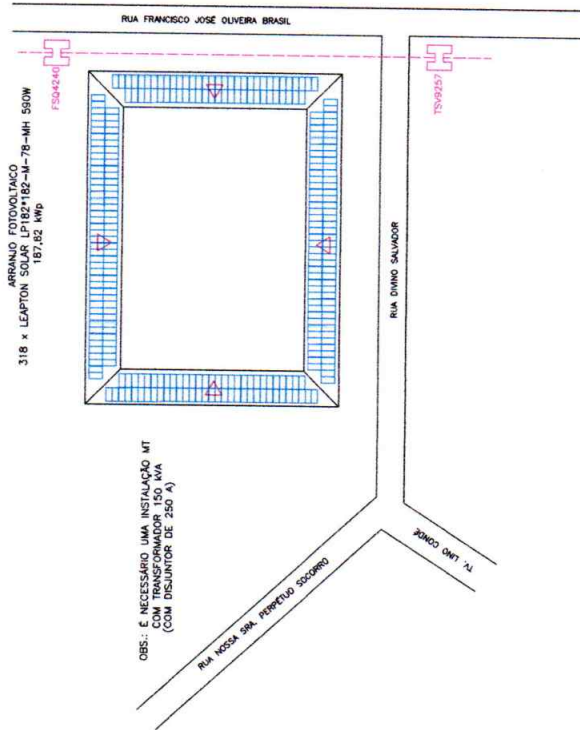 RUA FRANCISCO JOSÉ OLIVEIRA BRASIL
FSQ4240
TSV9257
ARRANJO FOTOVOLTAICO
318 x LEAPTON SOLAR LP182*182-M-78-MH 590W
187,62 kWp
RUA DIVINO SALVADOR
OBS.: É NECESSÁRIO UMA INSTALAÇÃO MT
COM TRANSFORMADOR 150 kVA
(COM DISJUNTOR DE 250 A)
RUA NOSSA SRA. PERPÉTUO SOCORRO
TV. LINO CONDÉ